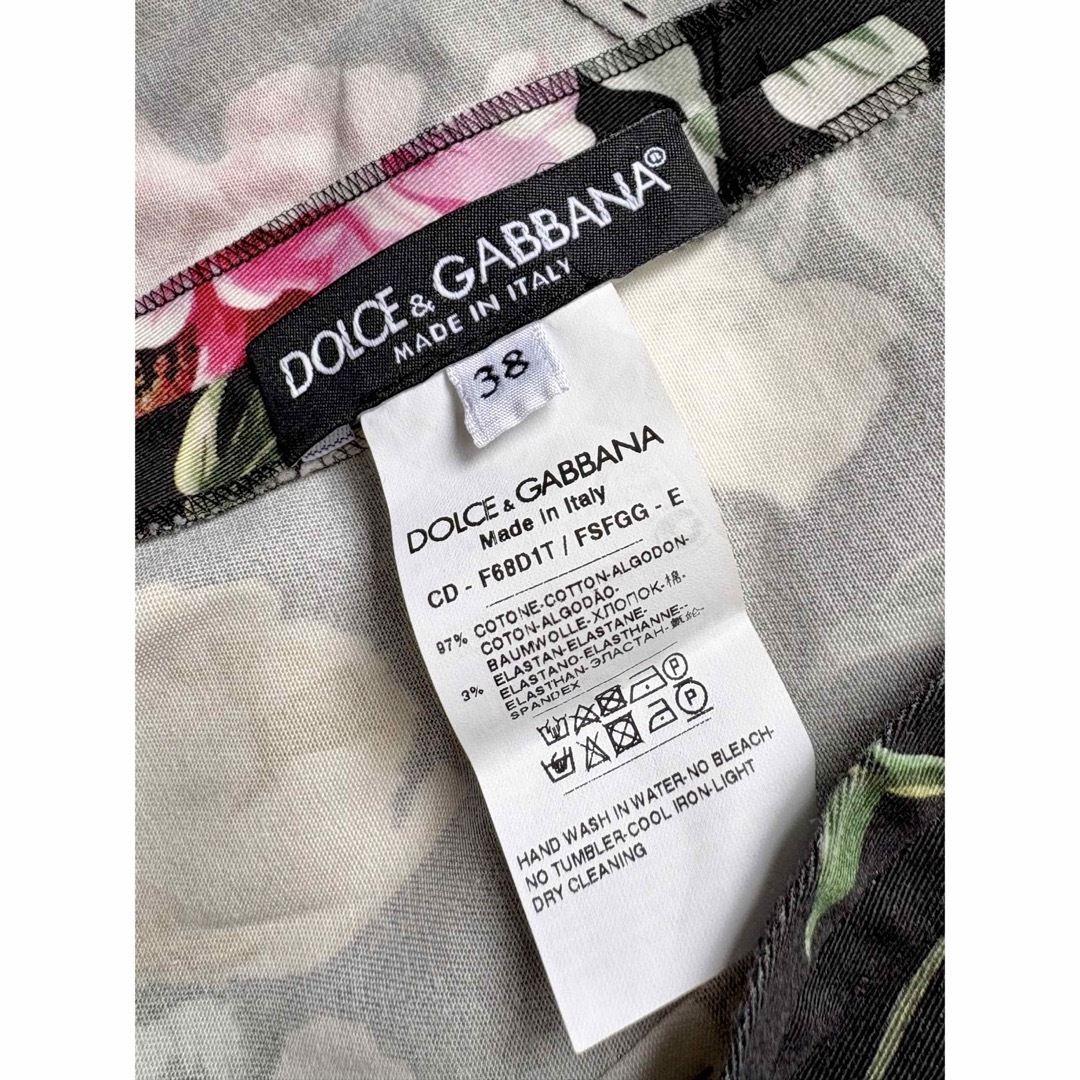 DOLCE & GABBANA®
MADE IN ITALY
38
DOLCE & GABBANA
Made in Italy
CD - F68D1T / FSFGG - E
97% COTONE-COTTON-ALGODON-
COTON-ALGODÃO-
BAUMWOLLE-ХЛОПОК-棉-
3% ELASTAN-ELASTANE-
ELASTANO-ELASTHANNE-
ELASTHAN-ЭЛАСТАН-
SPANDEX
HAND WASH IN WATER-NO BLEACH-
NO TUMBLER-COOL IRON-LIGHT
DRY CLEANING